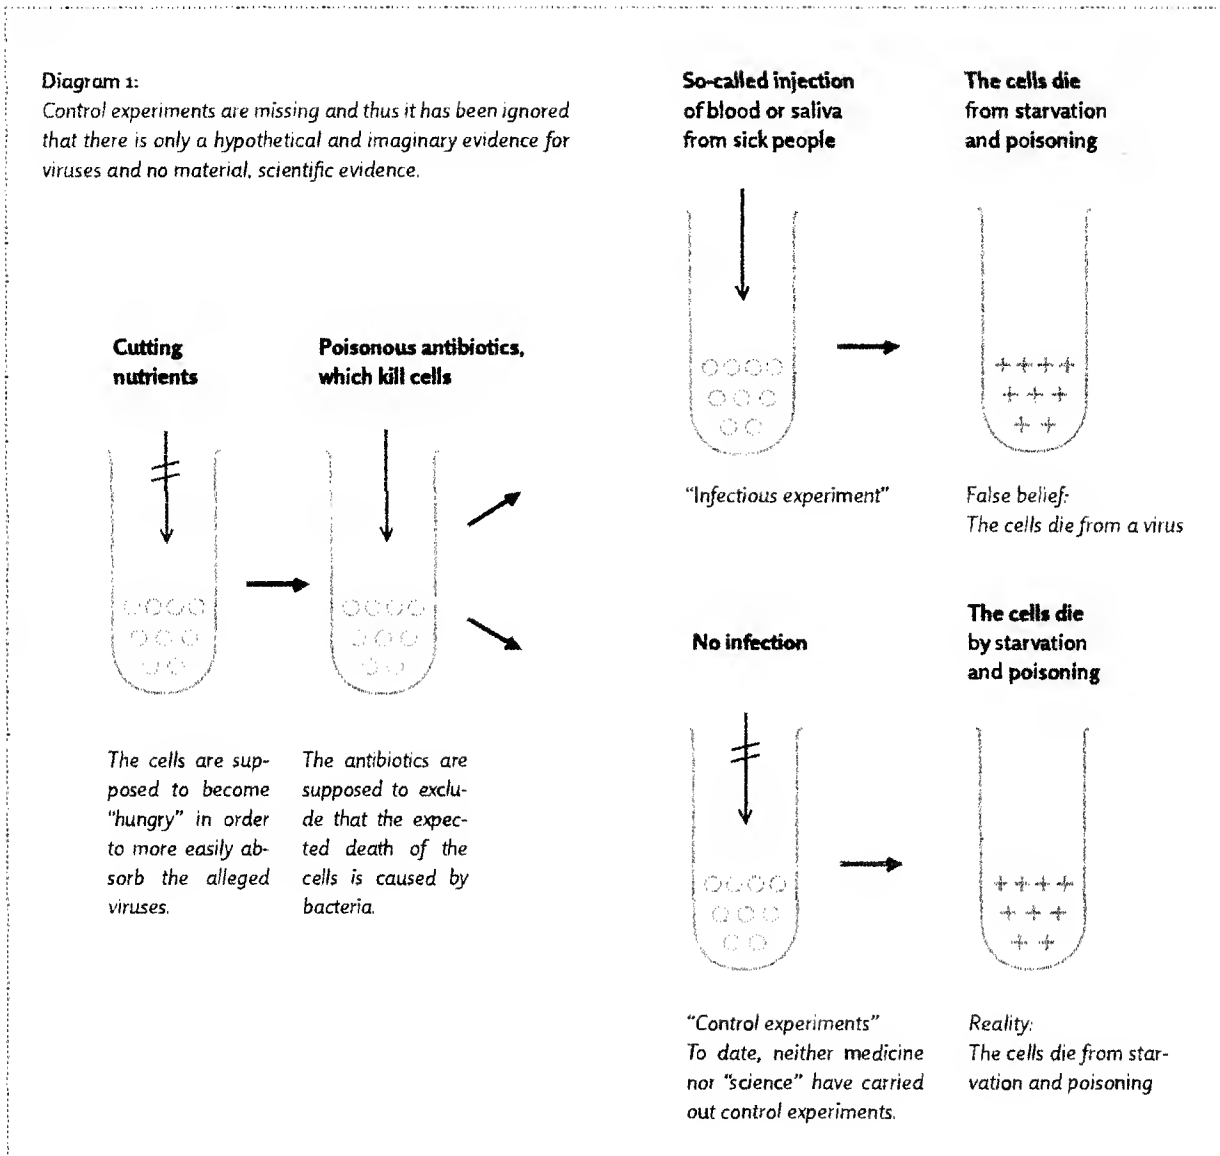 Diagram 1:
Control experiments are missing and thus it has been ignored
that there is only a hypothetical and imaginary evidence for
viruses and no material, scientific evidence.
So-called injection
of blood or saliva
from sick people
The cells die
from starvation
and poisoning
Cutting
nutrients
Poisonous antibiotics,
which kill cells
"Infectious experiment"
False belief:
The cells die from a virus
No infection
The cells die
by starvation
and poisoning
The cells are sup-
posed to become
"hungry" in order
to more easily ab-
sorb the alleged
viruses.
The antibiotics are
supposed to exclu-
de that the expec-
ted death of the
cells is caused by
bacteria.
"Control experiments"
To date, neither medicine
nor "science" have carried
out control experiments.
Reality:
The cells die from star-
vation and poisoning